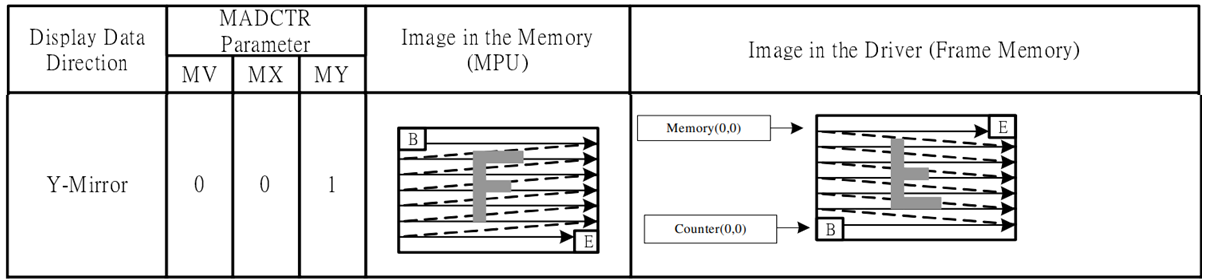 Display Data
Direction
MADCTR
Parameter
MV MX MY
Image in the Memory
(MPU)
Image in the Driver (Frame Memory)
Y-Mirror
0 0 1
B
F
E
Memory(0,0)
E
Counter(0,0)
B